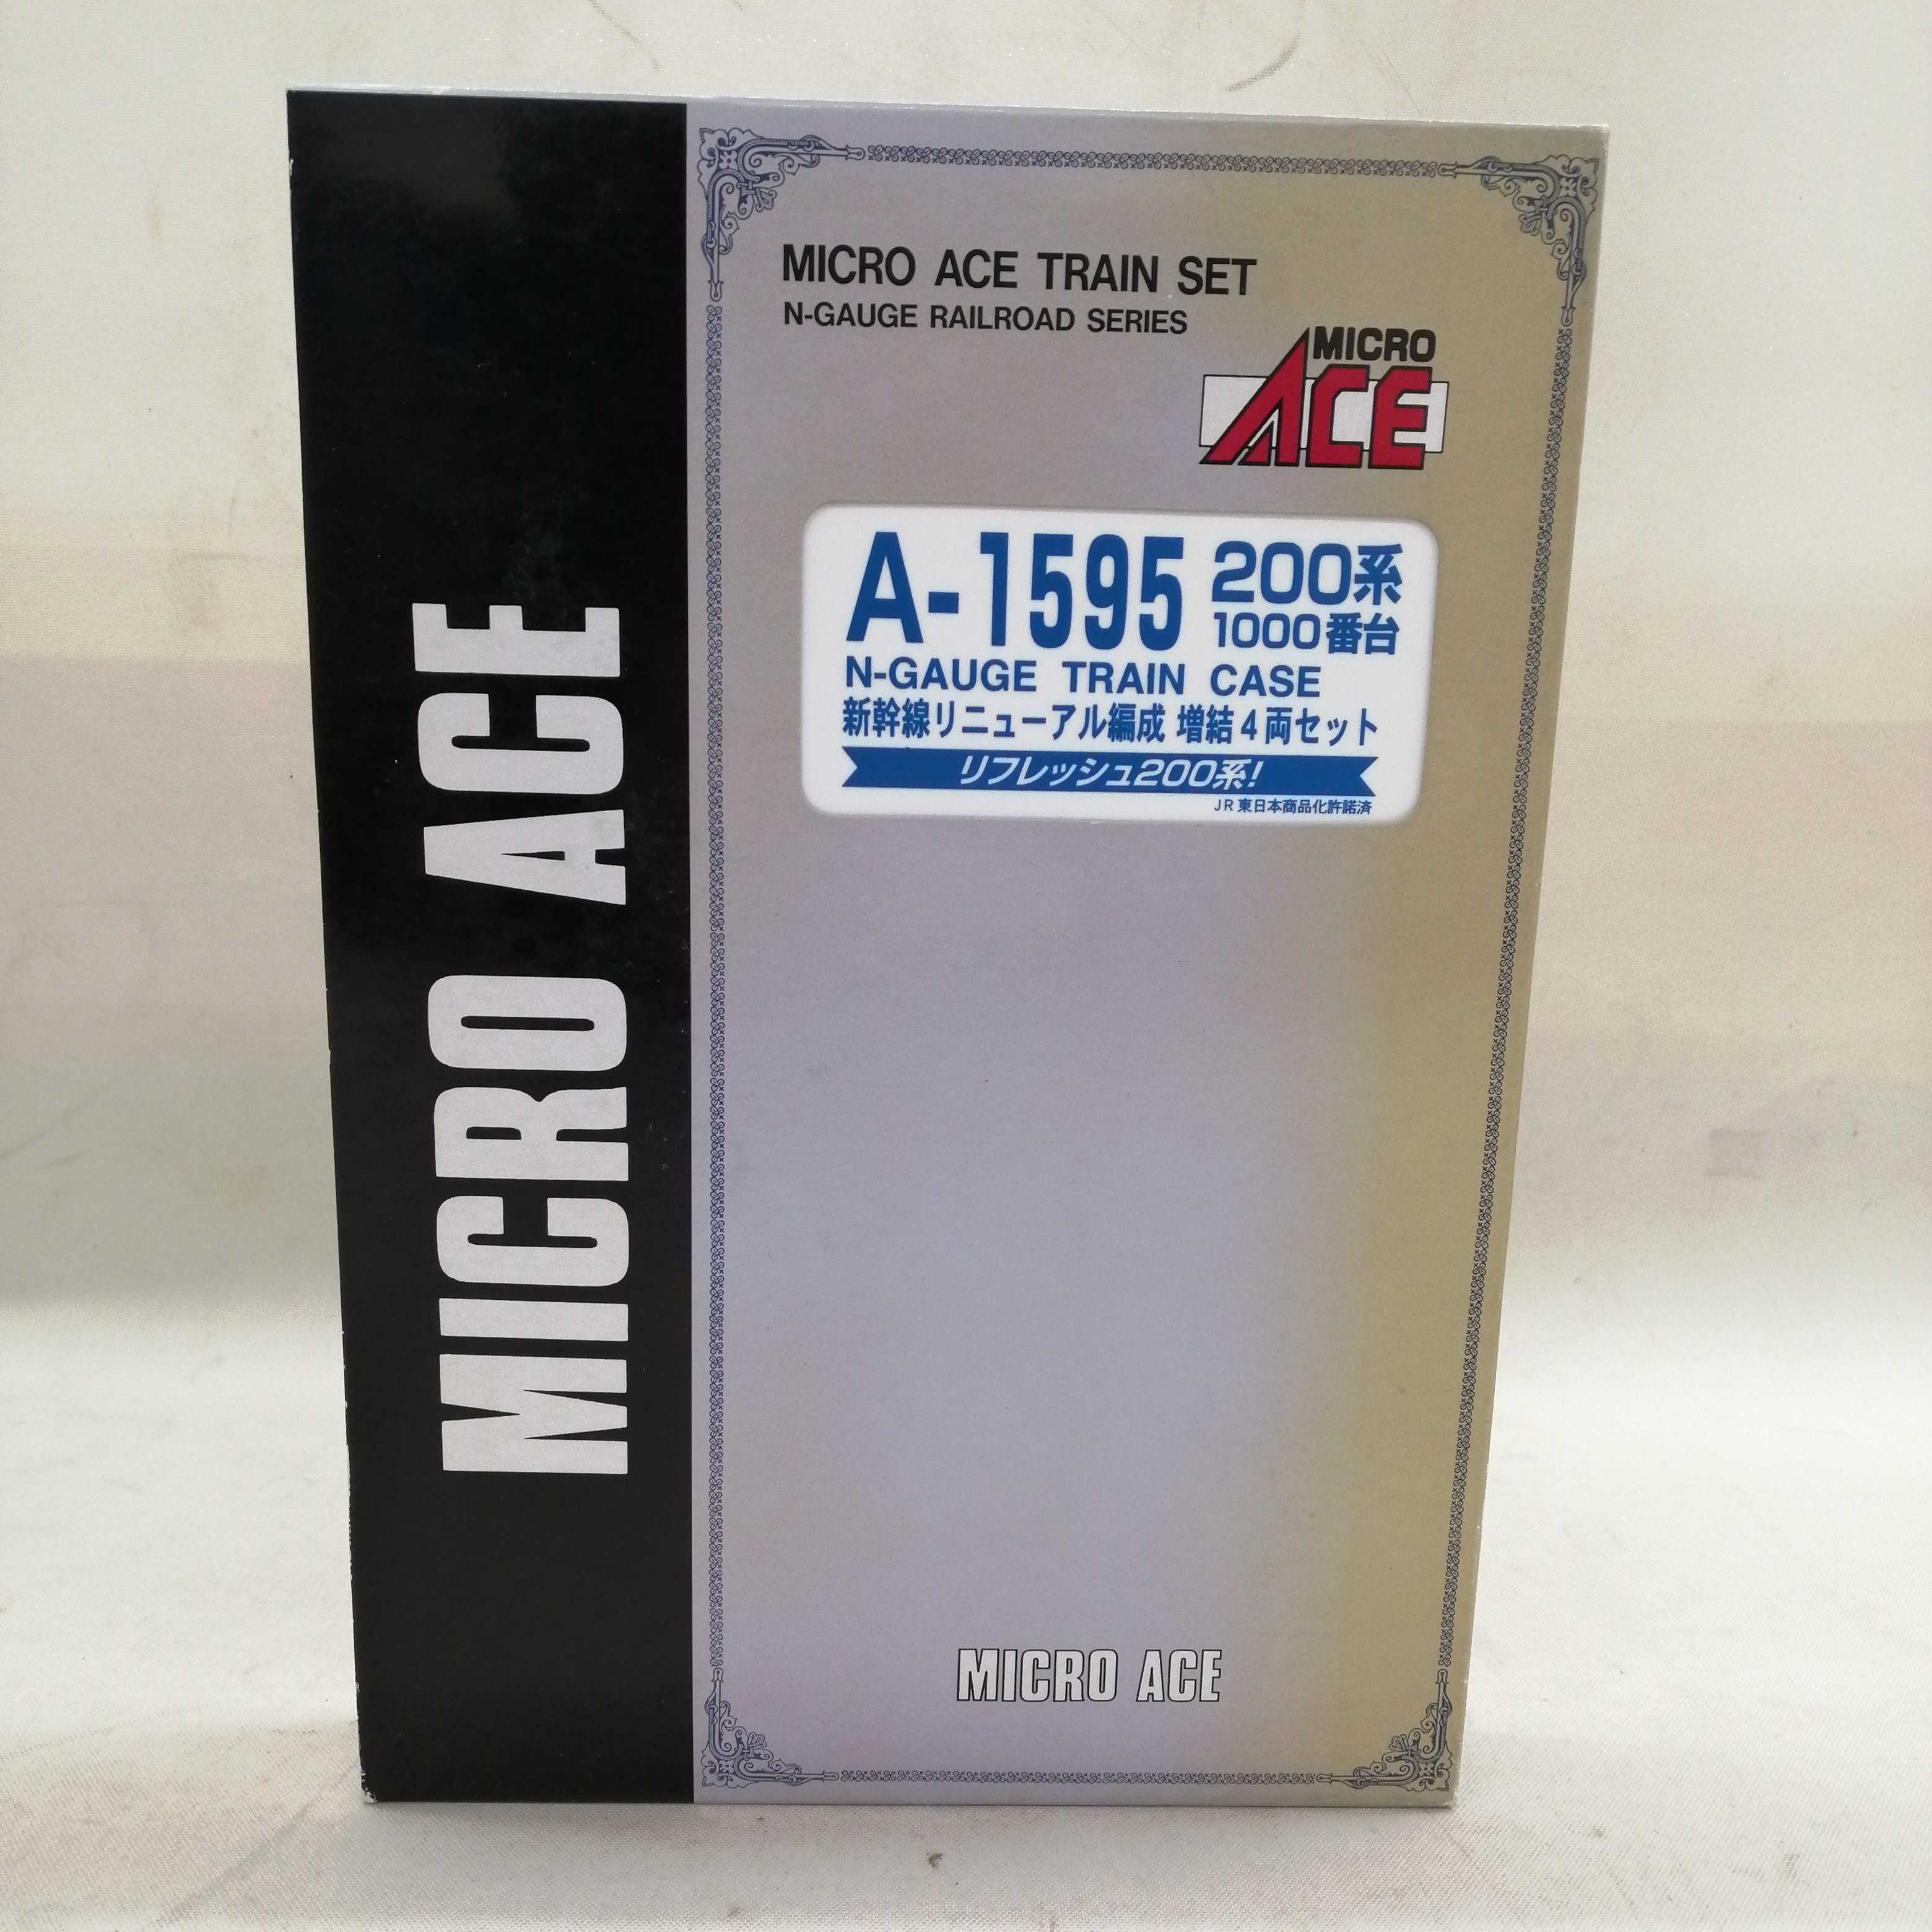 MICRO ACE
MICRO ACE TRAIN SET
N-GAUGE RAILROAD SERIES
MICRO
ACE
A-1595 200系
1000番台
N-GAUGE TRAIN CASE
新幹線リニューアル編成 増結4両セット
リフレッシュ200系!
JR東日本商品化許諾済
MICRO ACE